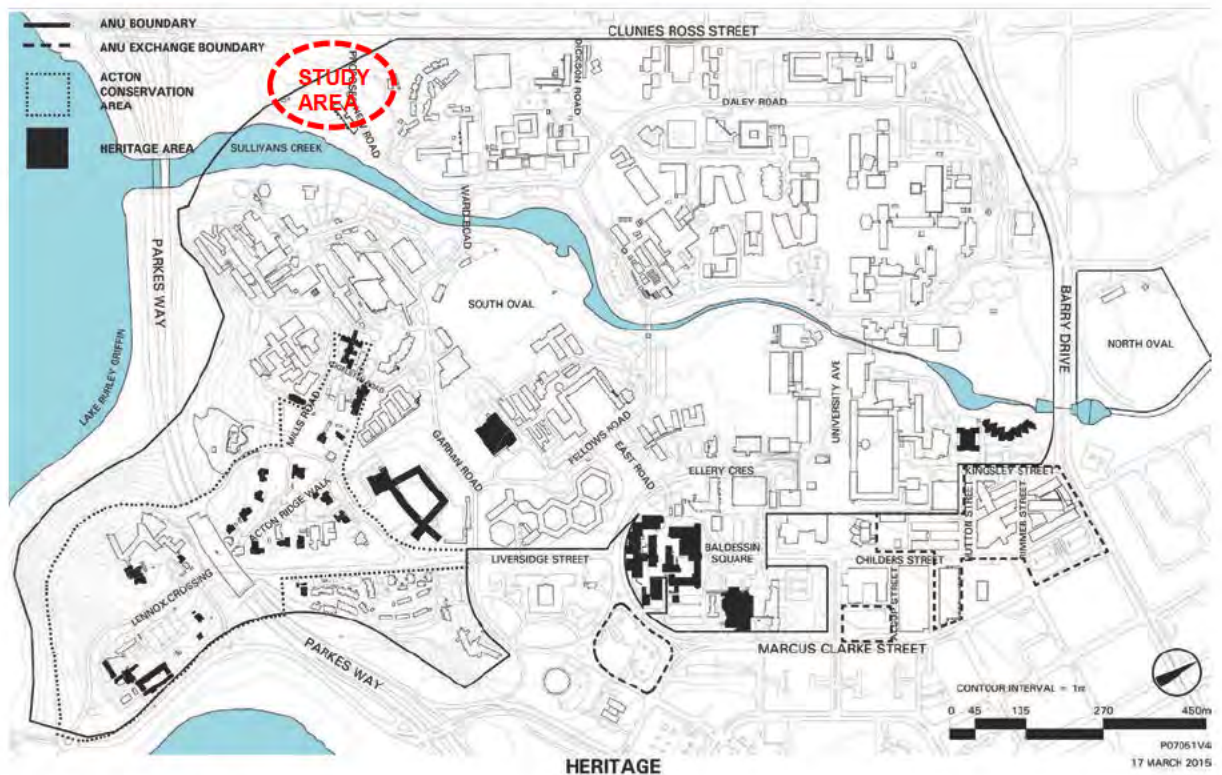 ANU BOUNDARY
ANU EXCHANGE BOUNDARY
ACTON
CONSERVATION
AREA
HERITAGE AREA
STUDY
AREA
CLUNIES ROSS STREET
DICKSON ROAD
DALEY ROAD
SULLIVANS CREEK
WARD ROAD
PARKES WAY
SOUTH OVAL
BARRY DRIVE
NORTH OVAL
LAKE BURLEY GRIFFIN
MILLS ROAD
GARRAN ROAD
FELLOWS ROAD
EAST ROAD
UNIVERSITY AVE
ELLERY CRES
KINGSLEY STREET
HUTTON STREET
KIMMER STREET
ACTON RIDGE WALK
LIVERSIDGE STREET
BALDESSIN
SQUARE
CHILDERS STREET
LENNOX CROSSING
PARKES WAY
MARCUS CLARKE STREET
CONTOUR INTERVAL = 1m
0 45 135 270 450m
P07051V4
17 MARCH 2015
HERITAGE